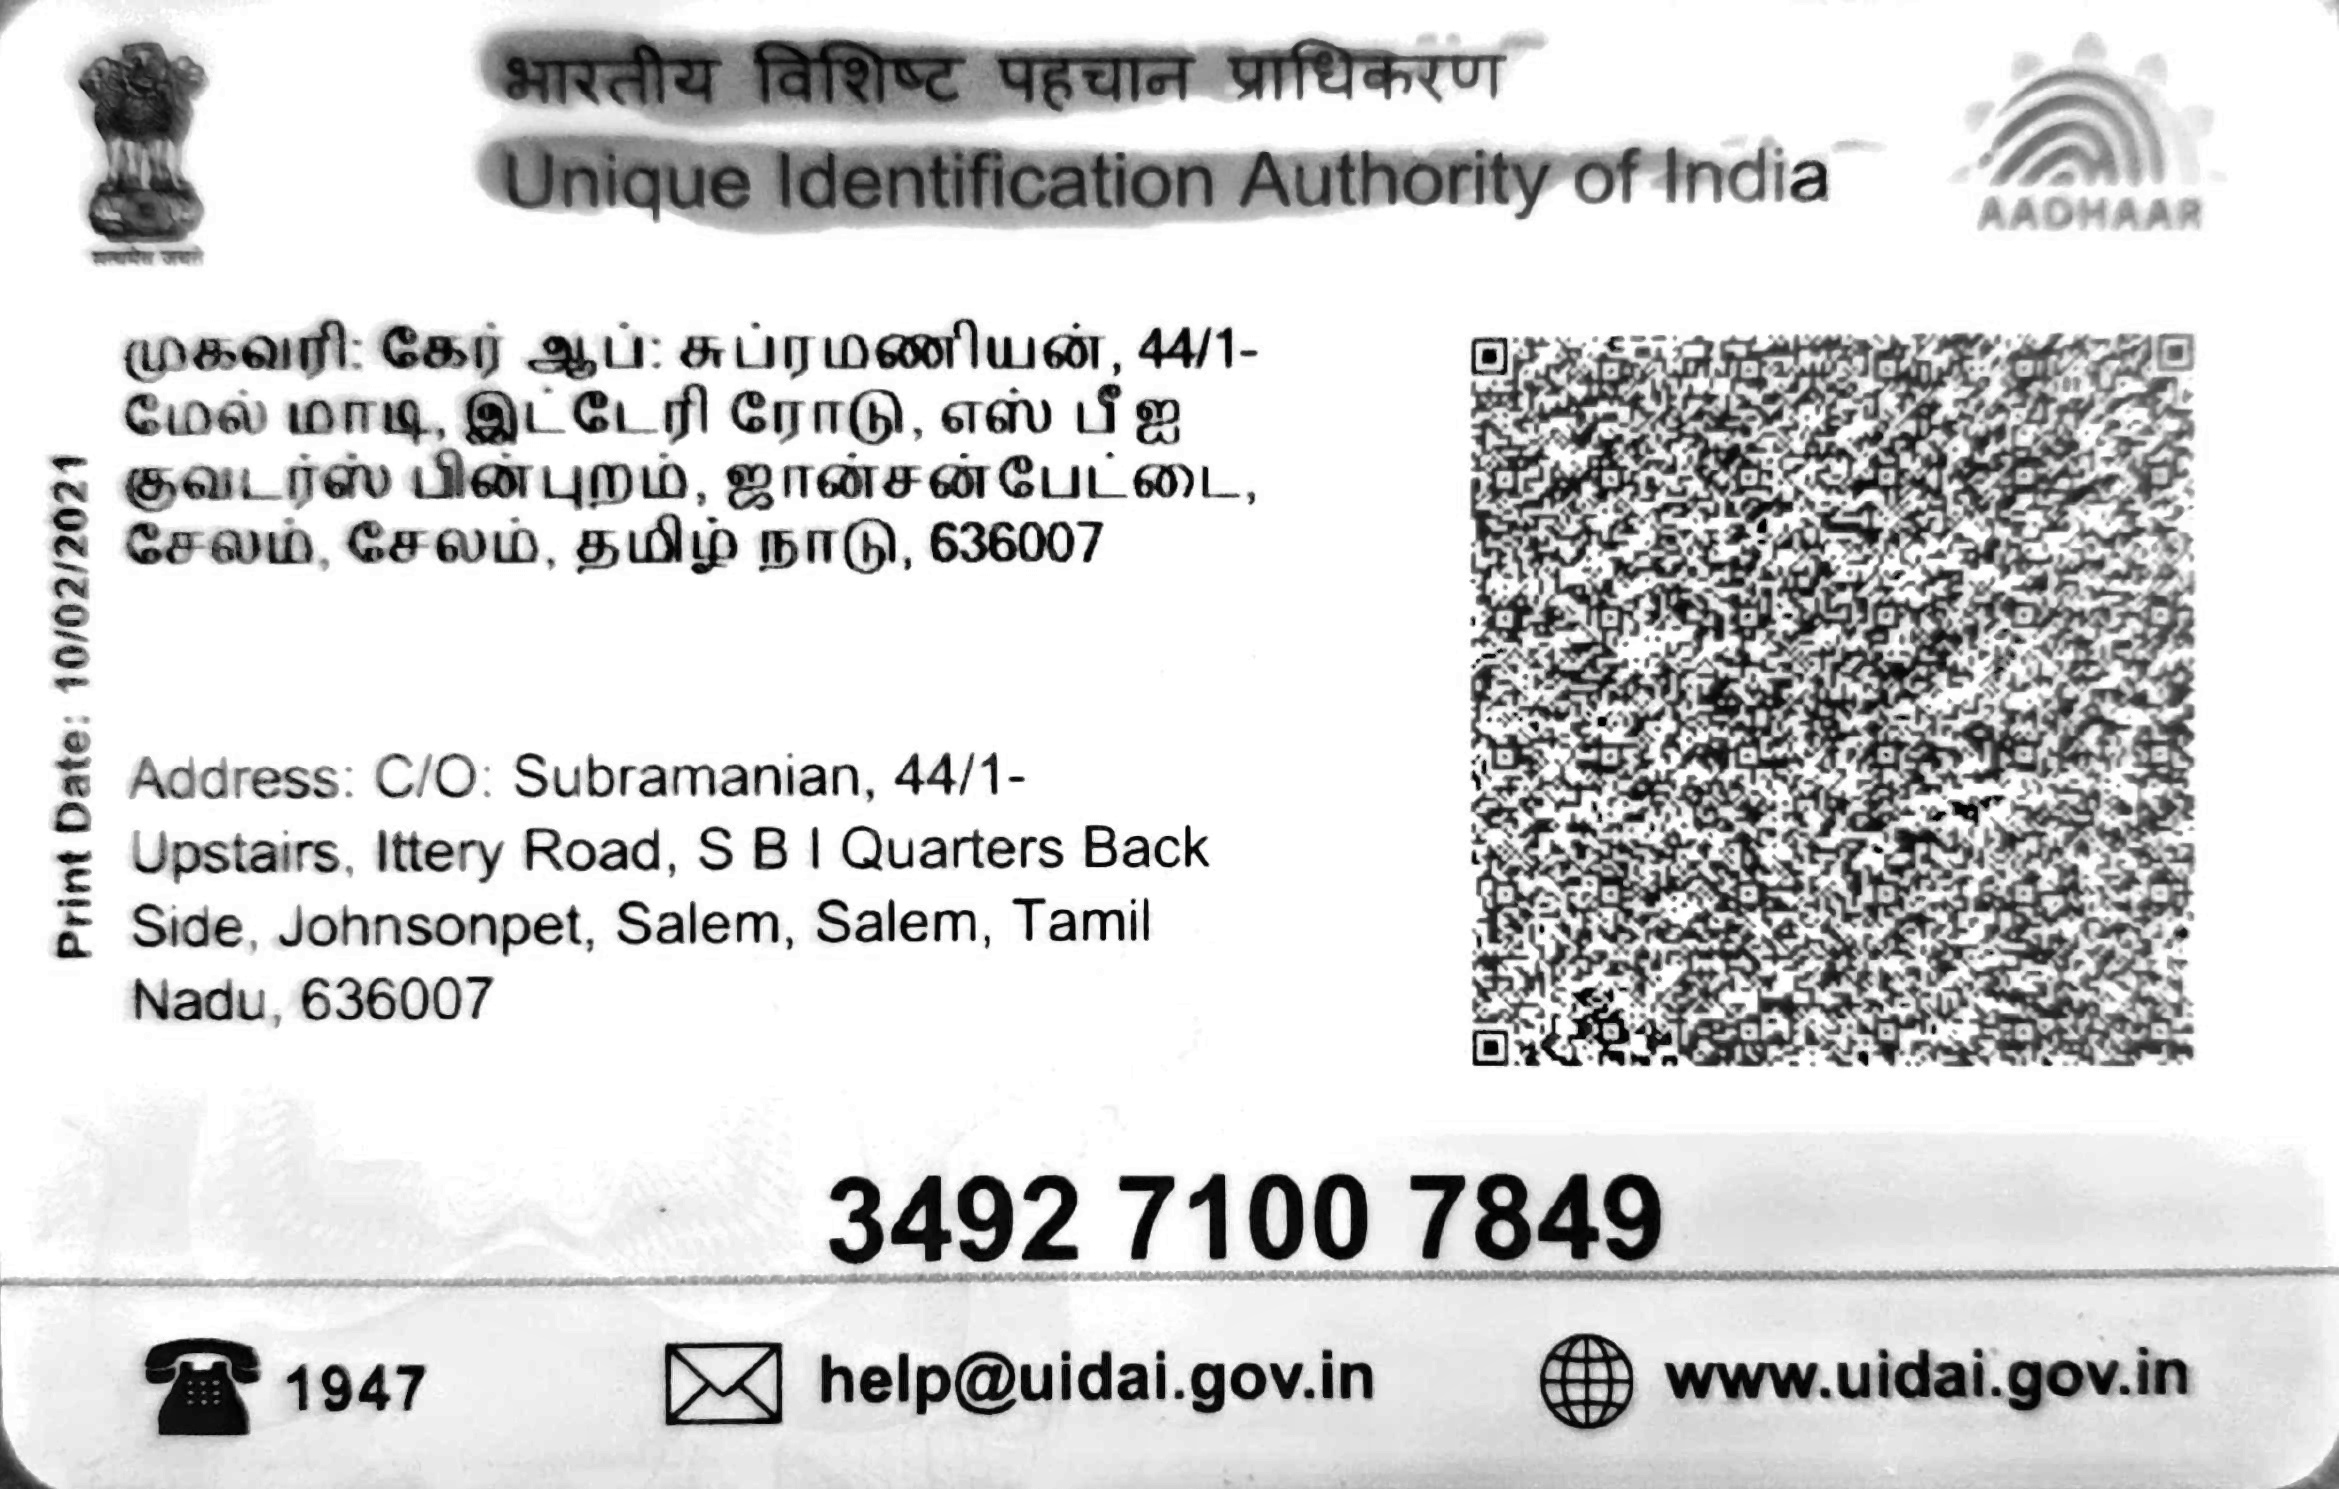 भारतीय विशिष्ट पहचान प्राधिकरण
Unique Identification Authority of India
AADHAAR
सत्यमेव जयते
முகவரி: கேர் ஆப்: சுப்ரமணியன், 44/1-
மேல் மாடி, இட்டேரி ரோடு, எஸ் பீ ஐ
குவடர்ஸ் பின்புறம், ஜான்சன்பேட்டை,
சேலம், சேலம், தமிழ் நாடு, 636007
Print Date: 10/02/2021
Address: C/O: Subramanian, 44/1-
Upstairs, Ittery Road, S B I Quarters Back
Side, Johnsonpet, Salem, Salem, Tamil
Nadu, 636007
3492 7100 7849
1947
help@uidai.gov.in
www.uidai.gov.in